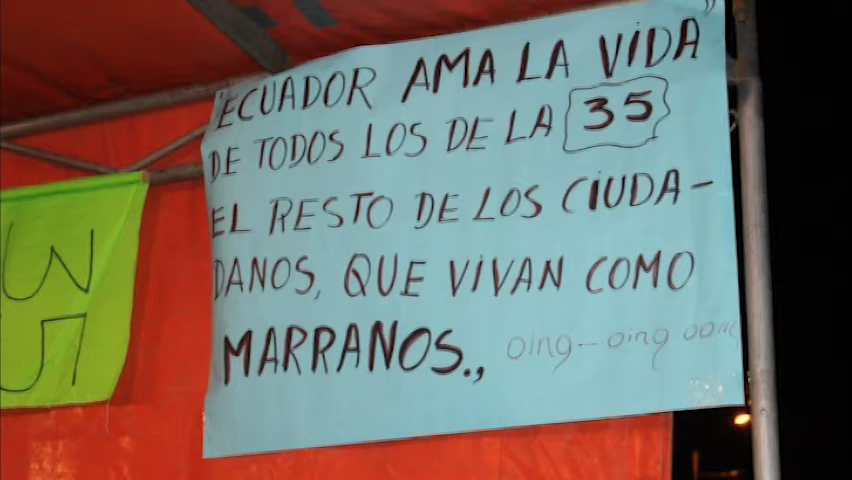 "ECUADOR AMA LA VIDA"
DE TODOS LOS DE LA 35
EL RESTO DE LOS CIUDA-
DANOS, QUE VIVAN COMO
MARRANOS., oing-- oing
35